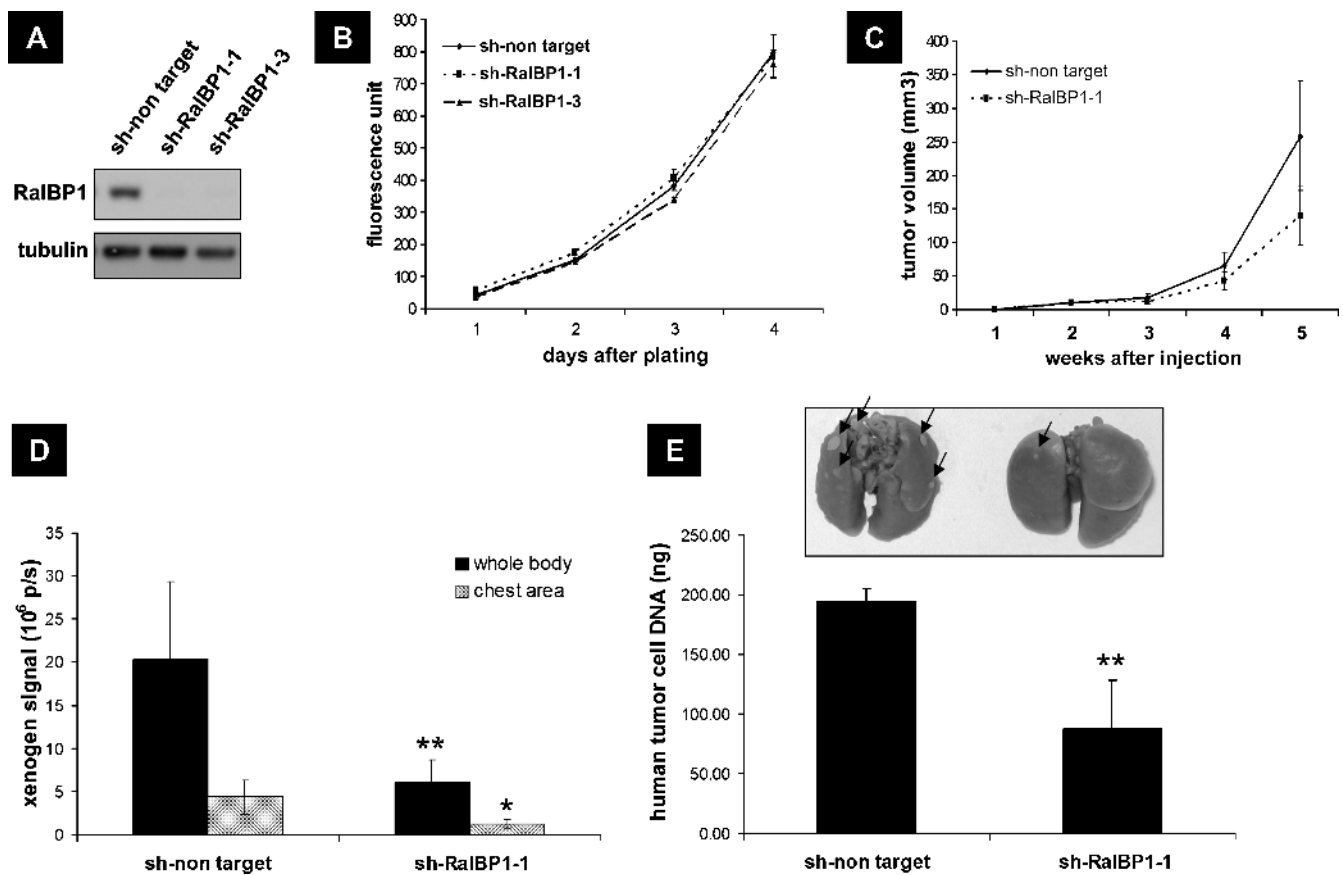 A
sh-non target
sh-RalBP1-1
sh-RalBP1-3
RalBP1
tubulin
B
900
800
700
600
500
400
300
200
100
0
fluorescence unit
sh-non target
sh-RalBP1-1
sh-RalBP1-3
1 2 3 4
days after plating
C
400
350
300
250
200
150
100
50
0
tumor volume (mm3)
sh-non target
sh-RalBP1-1
1 2 3 4 5
weeks after injection
D
35
30
25
20
15
10
5
0
xenogen signal (10⁶ p/s)
whole body
chest area
**
*
sh-non target sh-RalBP1-1
E
250.00
200.00
150.00
100.00
50.00
0.00
human tumor cell DNA (ng)
**
sh-non target sh-RalBP1-1